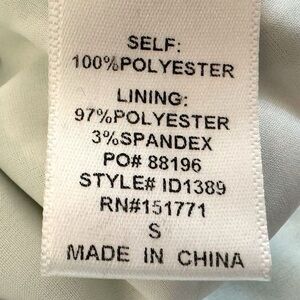 SELF:
100%POLYESTER
LINING:
97%POLYESTER
3%SPANDEX
PO# 88196
STYLE# ID1389
RN#151771
S
MADE IN CHINA